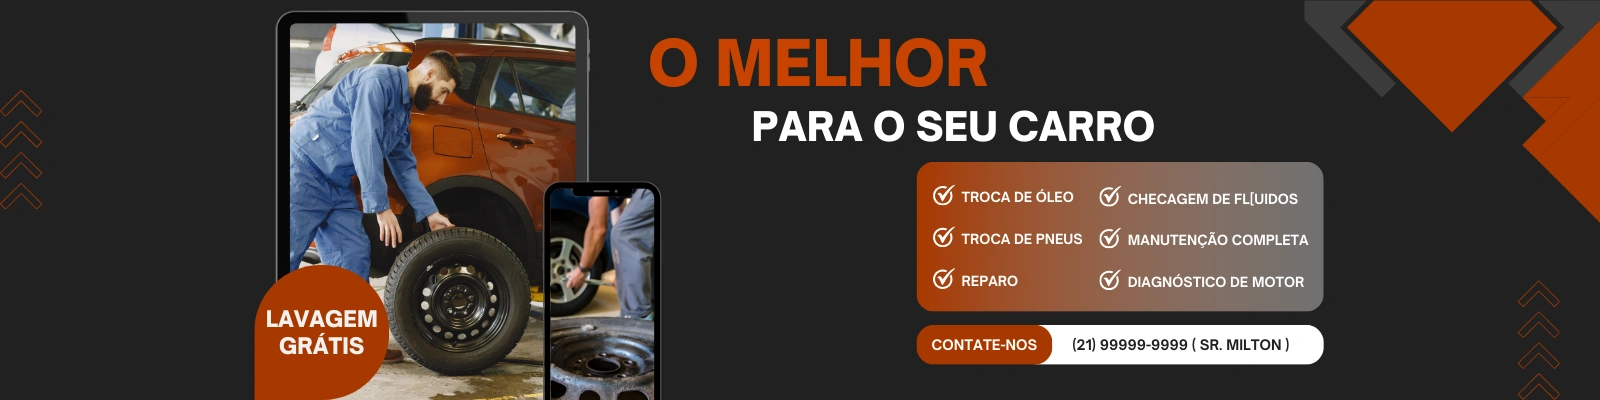 O MELHOR
PARA O SEU CARRO
TROCA DE ÓLEO
CHECAGEM DE FL[UIDOS
TROCA DE PNEUS
MANUTENÇÃO COMPLETA
REPARO
DIAGNÓSTICO DE MOTOR
LAVAGEM
GRÁTIS
CONTATE-NOS
(21) 99999-9999 ( SR. MILTON )